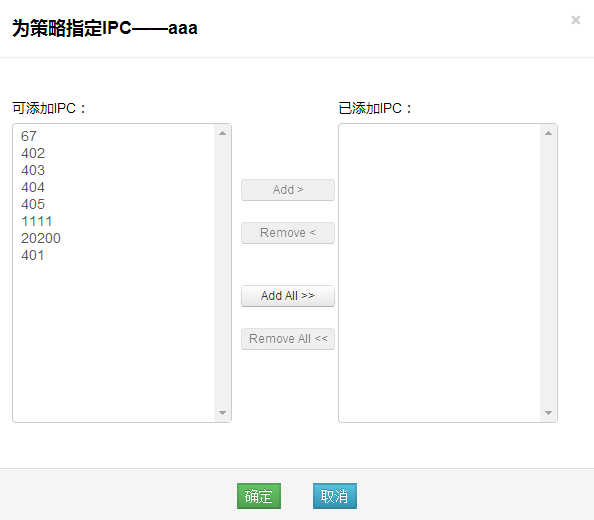 为策略指定IPC——aaa
×
可添加IPC：
已添加IPC：
67
402
403
404
405
1111
20200
401
Add >
Remove <
Add All >>
Remove All <<
确定
取消